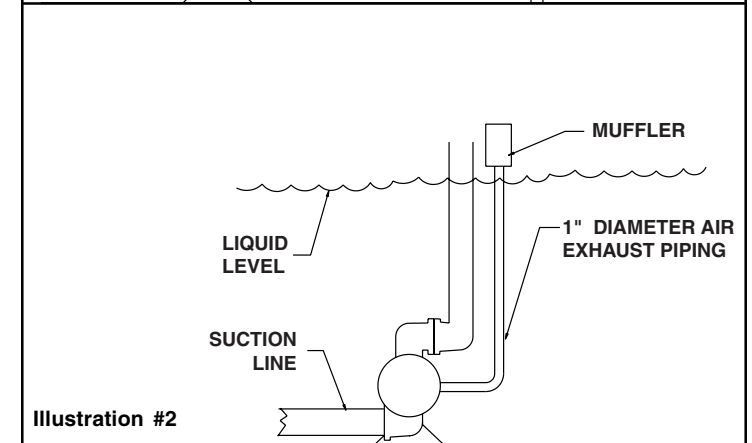 MUFFLER
1" DIAMETER AIR
EXHAUST PIPING
LIQUID
LEVEL
SUCTION
LINE
Illustration #2